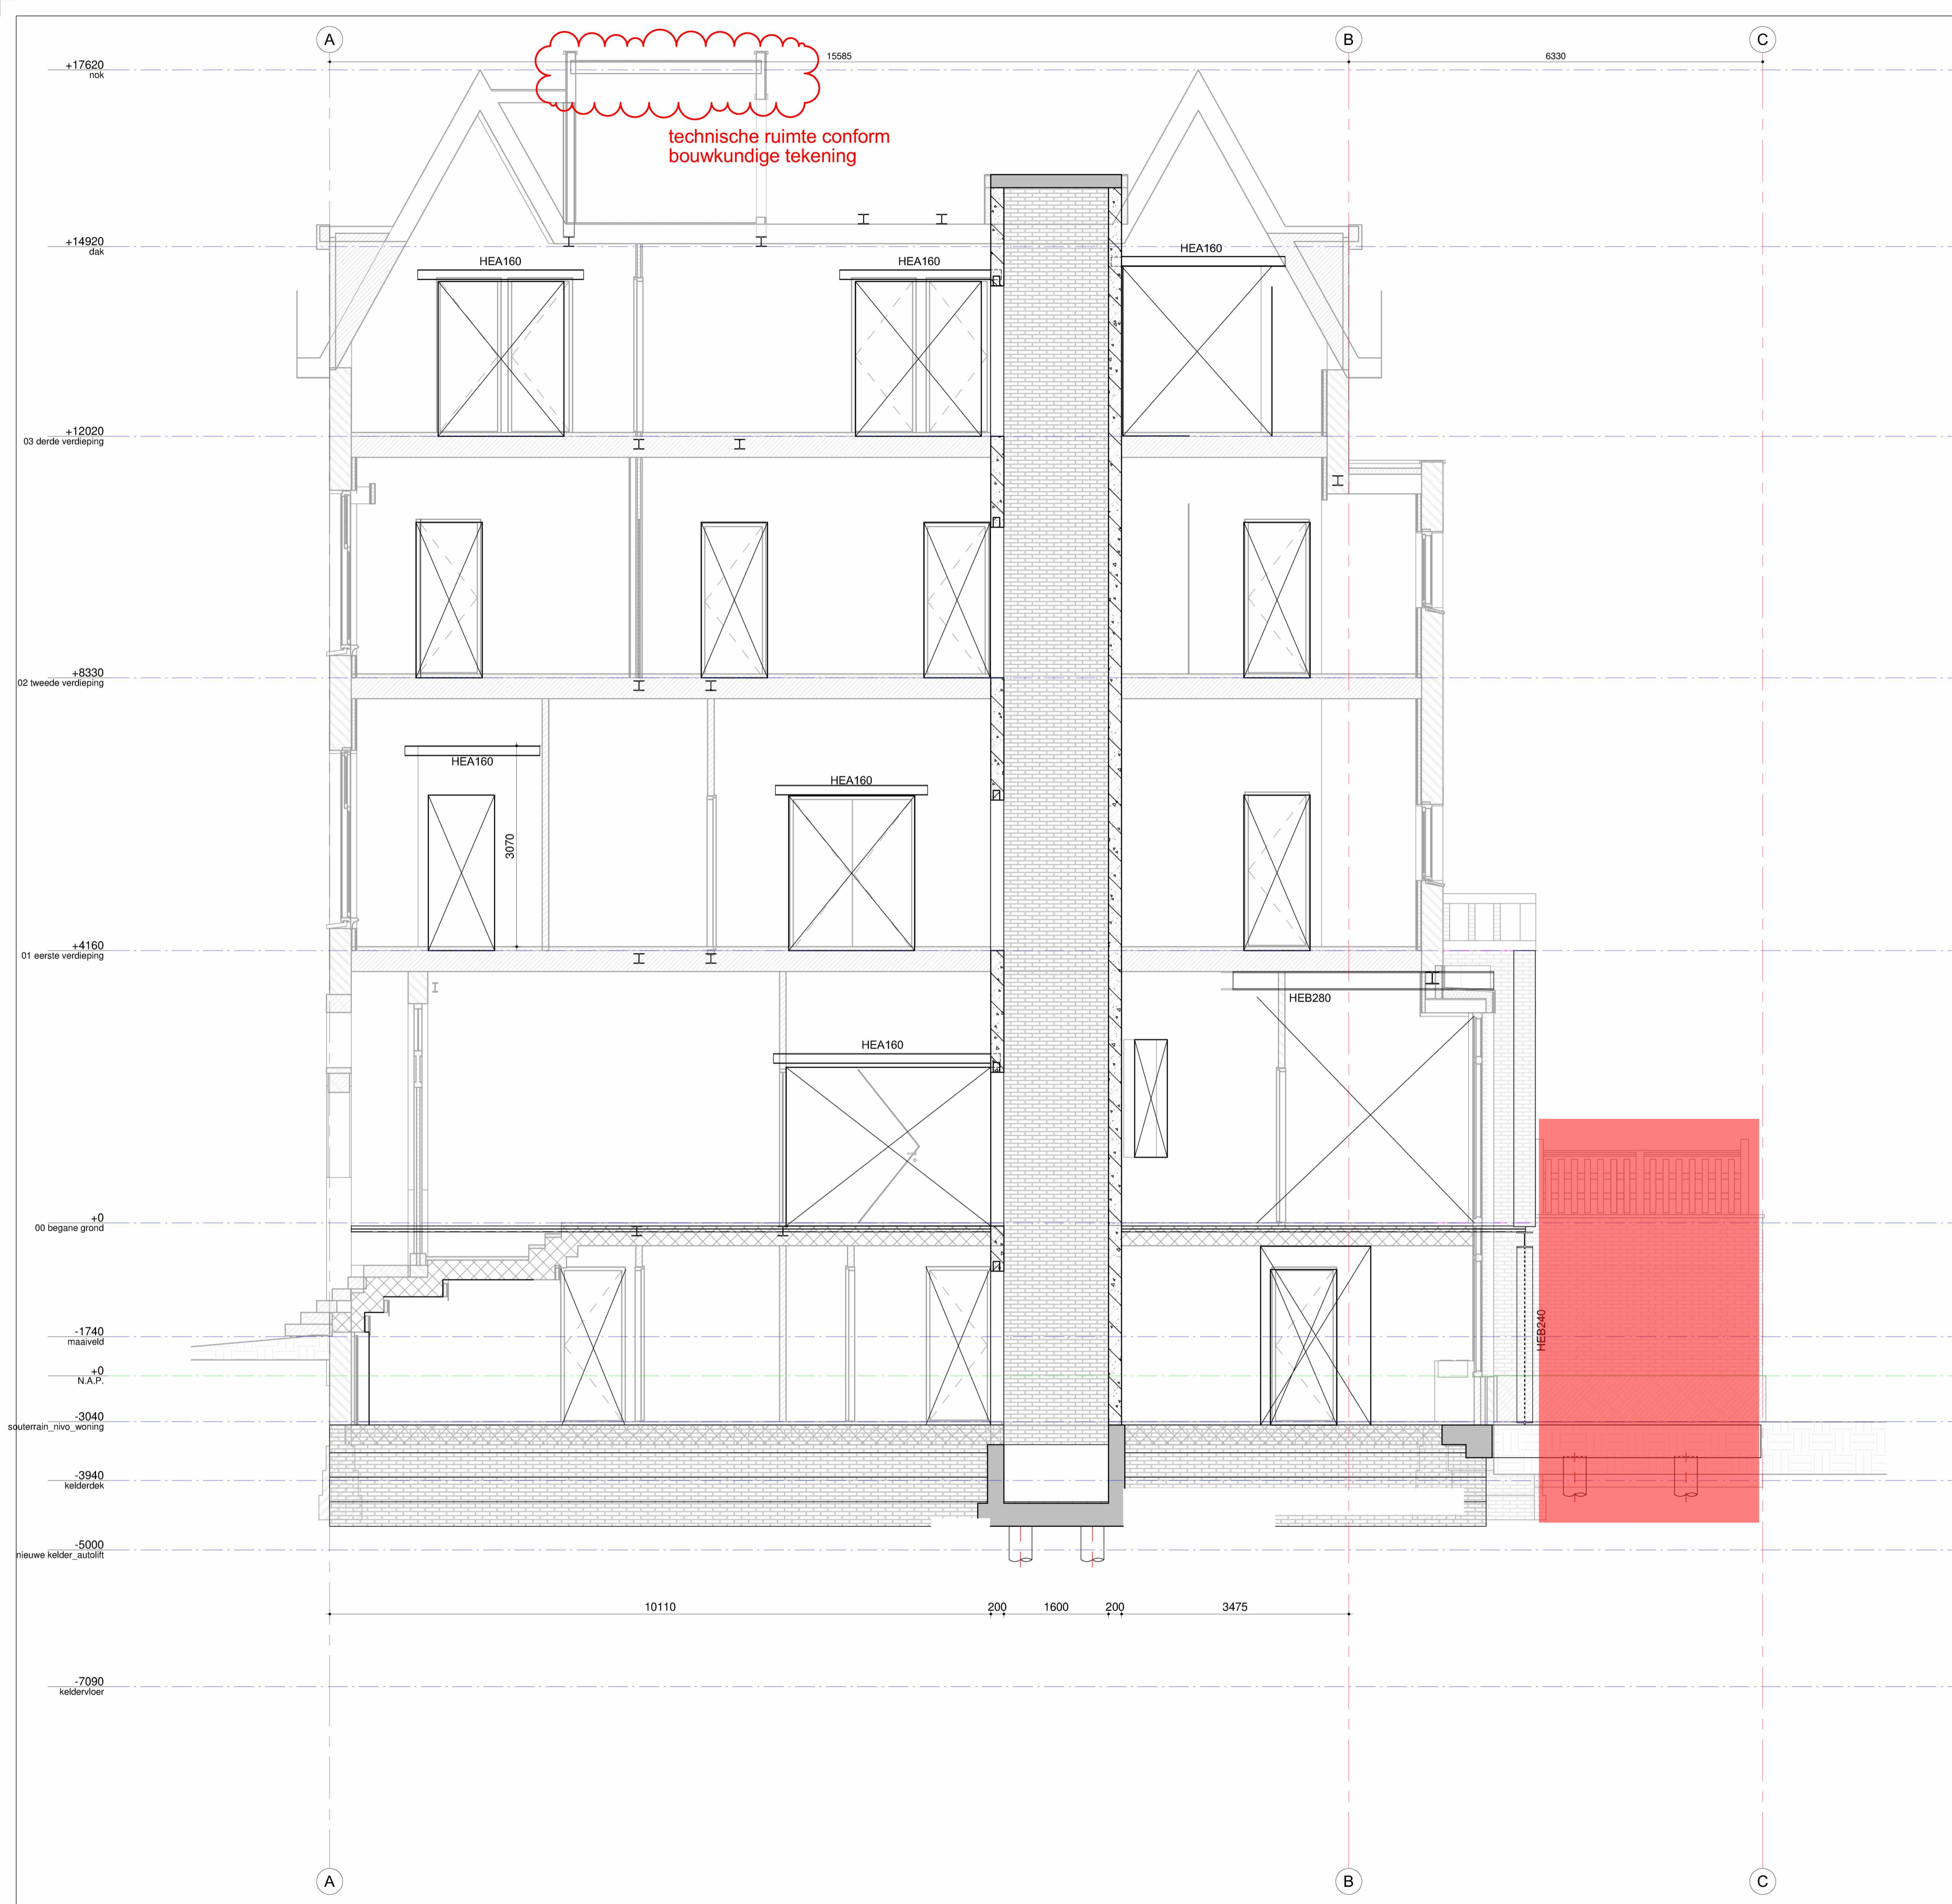 A
B
C
15585
6330
+17620
nok
technische ruimte conform
bouwkundige tekening
+14920
dak
HEA160
HEA160
HEA160
+12020
03 derde verdieping
+8330
02 tweede verdieping
HEA160
HEA160
3070
+4160
01 eerste verdieping
HEB280
HEA160
+0
00 begane grond
HEB240
-1740
maaiveld
+0
N.A.P.
-3040
souterrain_nivo_woning
-3940
kelderdek
-5000
nieuwe kelder_autolift
10110
200
1600
200
3475
-7090
keldervloer
A
B
C